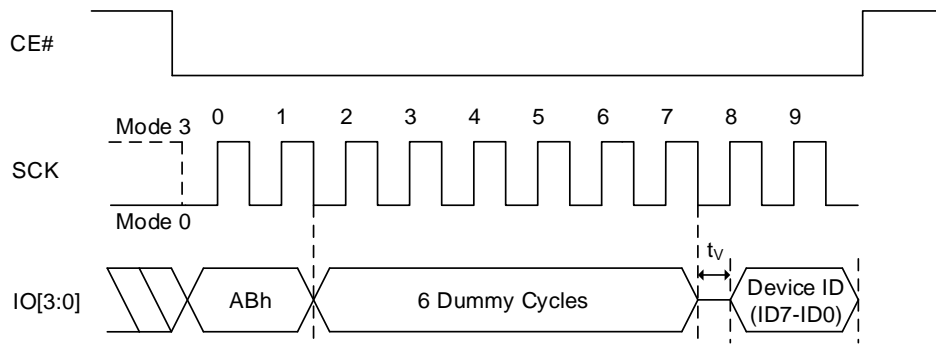 CE#
0 1 2 3 4 5 6 7 8 9
Mode 3
SCK
Mode 0
tV
IO[3:0]
ABh
6 Dummy Cycles
Device ID
(ID7-ID0)